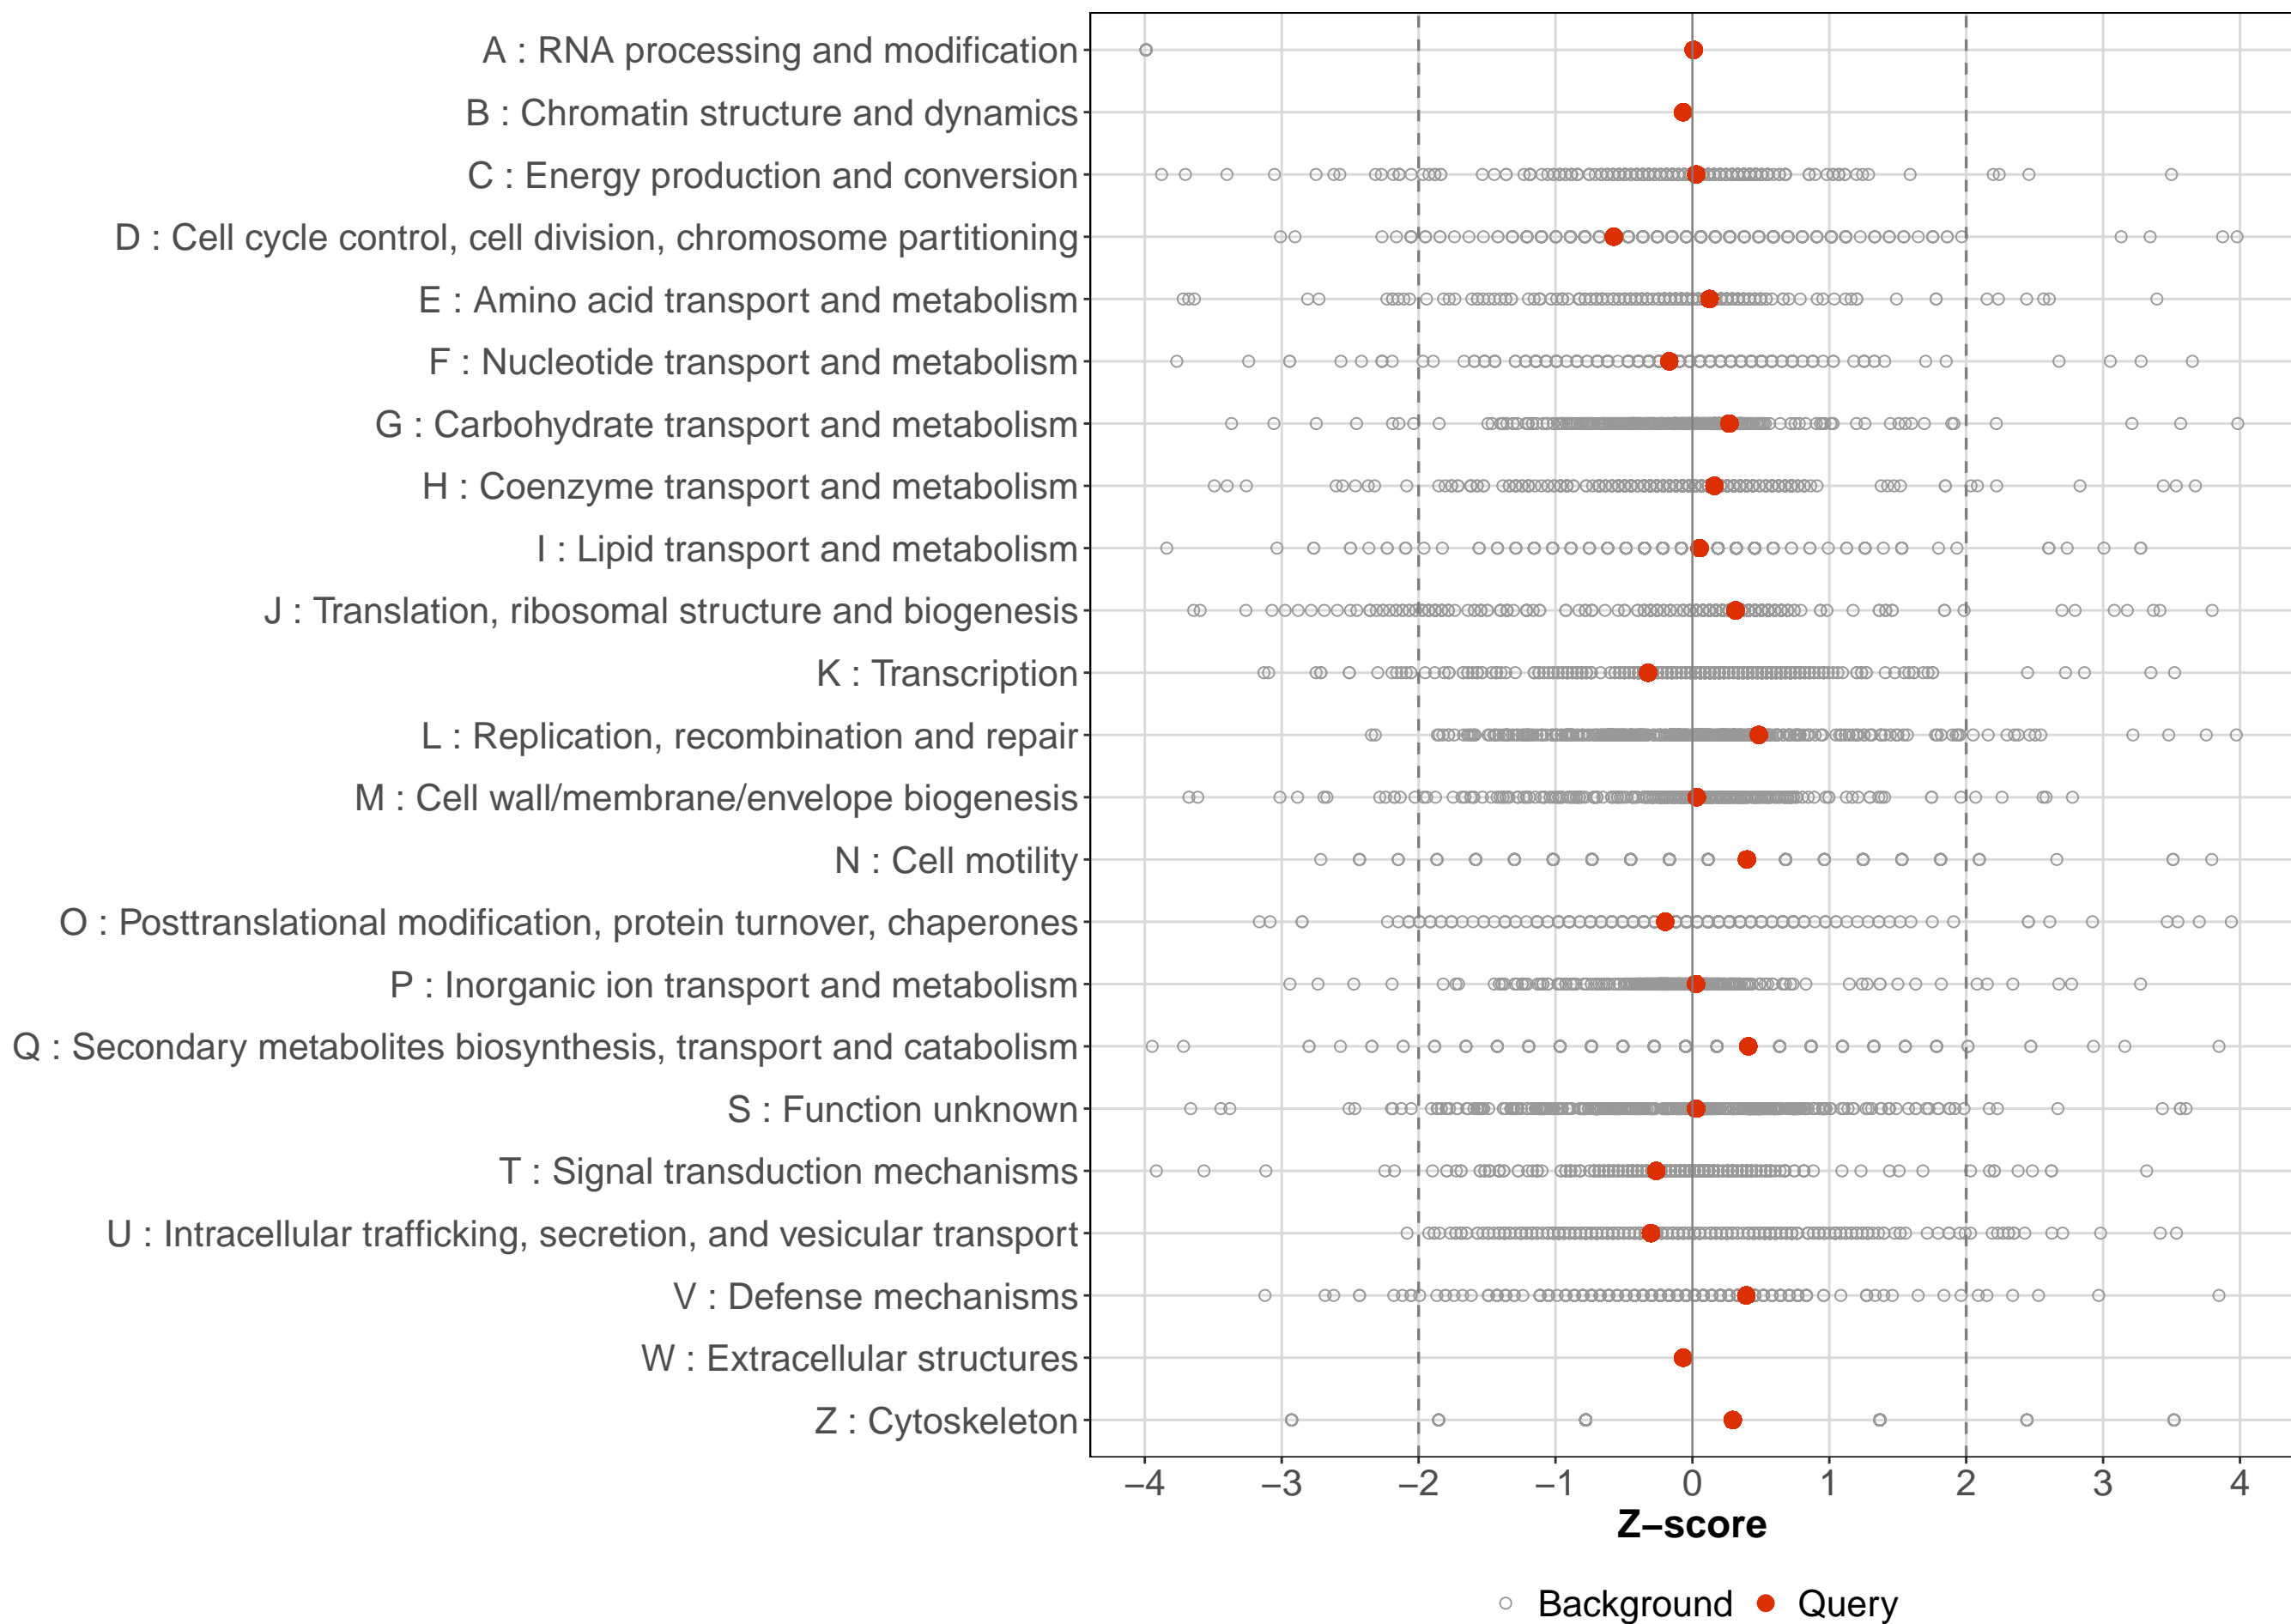 A : RNA processing and modification
B : Chromatin structure and dynamics
C : Energy production and conversion
D : Cell cycle control, cell division, chromosome partitioning
E : Amino acid transport and metabolism
F : Nucleotide transport and metabolism
G : Carbohydrate transport and metabolism
H : Coenzyme transport and metabolism
I : Lipid transport and metabolism
J : Translation, ribosomal structure and biogenesis
K : Transcription
L : Replication, recombination and repair
M : Cell wall/membrane/envelope biogenesis
N : Cell motility
O : Posttranslational modification, protein turnover, chaperones
P : Inorganic ion transport and metabolism
Q : Secondary metabolites biosynthesis, transport and catabolism
S : Function unknown
T : Signal transduction mechanisms
U : Intracellular trafficking, secretion, and vesicular transport
V : Defense mechanisms
W : Extracellular structures
Z : Cytoskeleton
−4 −3 −2 −1 0 1 2 3 4
Z−score
Background Query